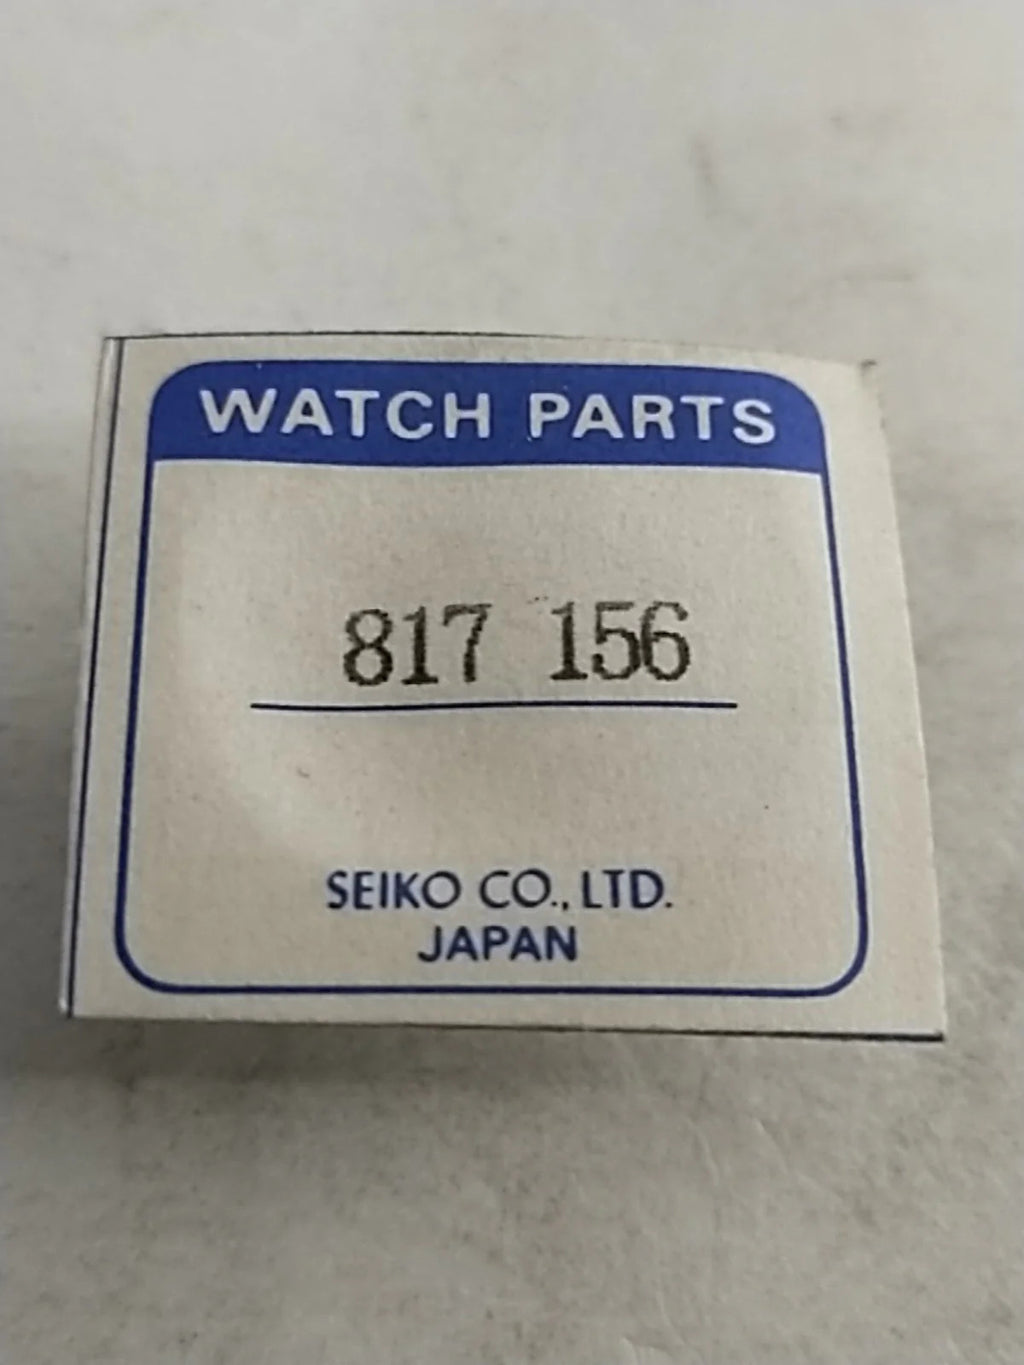 WATCH PARTS
817 156
SEIKO CO., LTD.
JAPAN